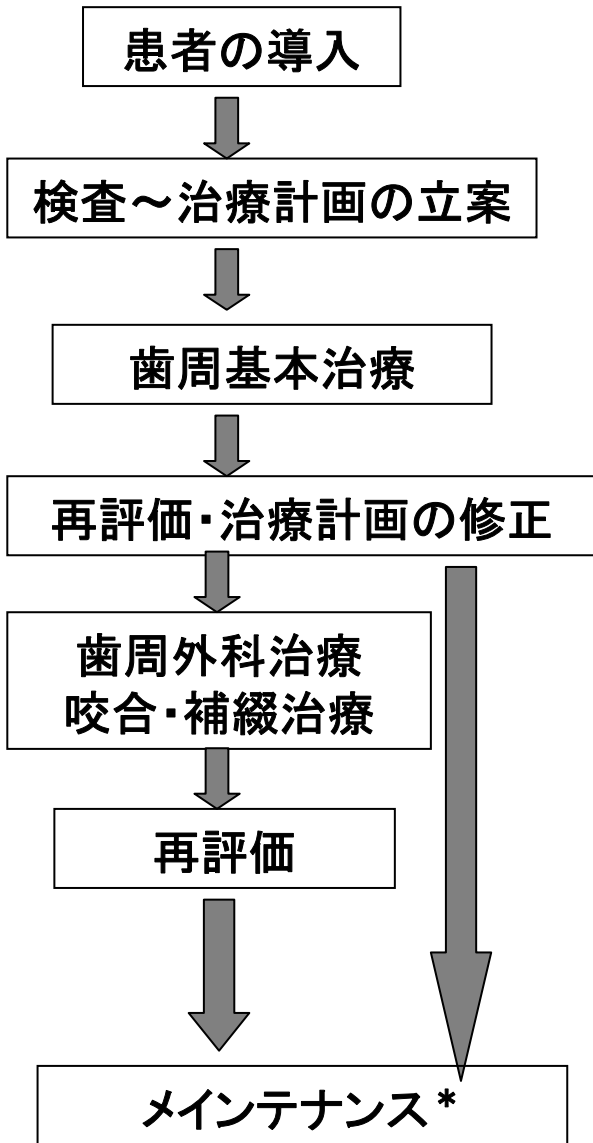 患者の導入
検査～治療計画の立案
歯周基本治療
再評価・治療計画の修正
歯周外科治療
咬合・補綴治療
再評価
メインテナンス*